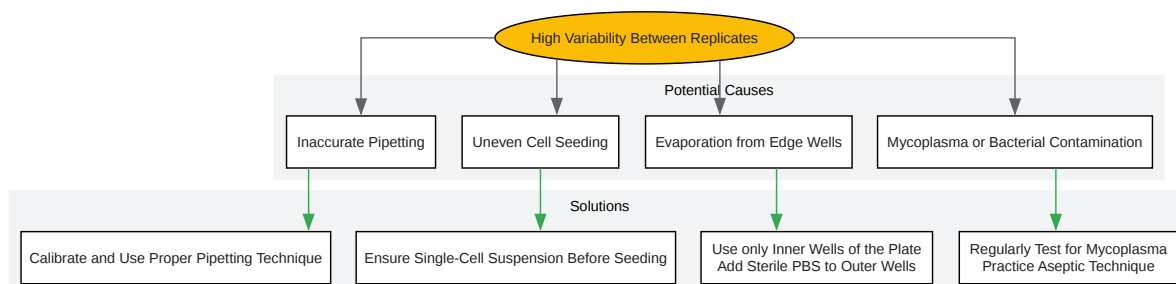 High Variability Between Replicates
Potential Causes
Inaccurate Pipetting
Uneven Cell Seeding
Evaporation from Edge Wells
Mycoplasma or Bacterial Contamination
Solutions
Calibrate and Use Proper Pipetting Technique
Ensure Single-Cell Suspension Before Seeding
Use only Inner Wells of the Plate
Add Sterile PBS to Outer Wells
Regularly Test for Mycoplasma
Practice Aseptic Technique